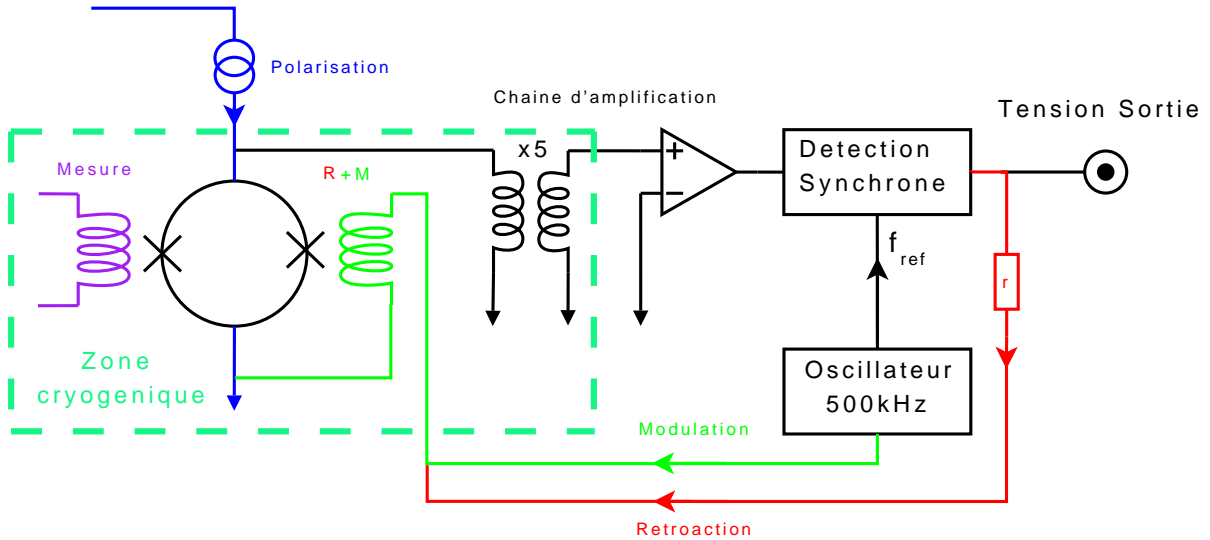 Polarisation
Chaine d'amplification
Tension Sortie
Mesure
R + M
x5
+
−
Detection
Synchrone
f ref
r
Zone
cryogenique
Oscillateur
500kHz
Modulation
Retroaction